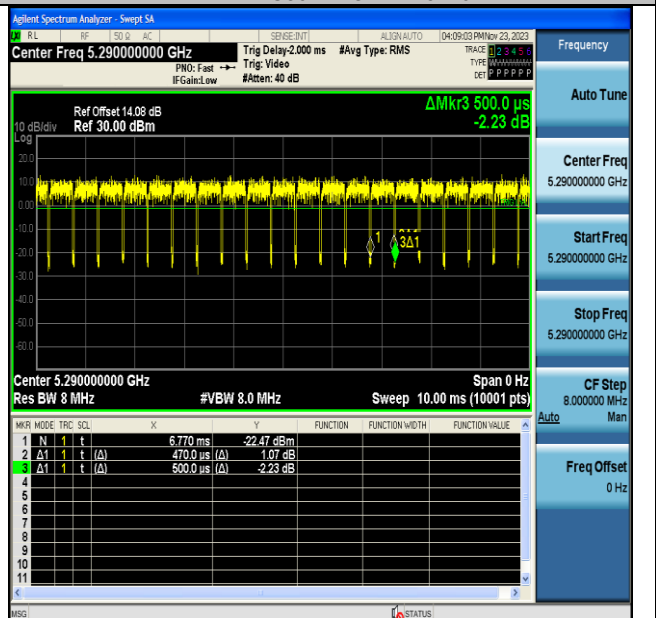 Agilent Spectrum Analyzer - Swept SA
RL RF 50 Ω AC SENSE:INT ALIGN AUTO 04:09:03 PM Nov 23, 2023
Center Freq 5.290000000 GHz
PNO: Fast
IFGain:Low
Trig Delay-2.000 ms
Trig: Video
#Atten: 40 dB
#Avg Type: RMS
TRACE 1 2 3 4 5 6
TYPE
DET P P P P P P
Frequency
Auto Tune
Center Freq
5.290000000 GHz
Start Freq
5.290000000 GHz
Stop Freq
5.290000000 GHz
CF Step
8.000000 MHz
Auto Man
Freq Offset
0 Hz
ΔMkr3 500.0 µs
-2.23 dB
Ref Offset 14.08 dB
10 dB/div Ref 30.00 dBm
Log
20.0
10.0
0.00
-10.0
-20.0
-30.0
-40.0
-50.0
-60.0
1
3Δ1
Center 5.290000000 GHz Span 0 Hz
Res BW 8 MHz #VBW 8.0 MHz Sweep 10.00 ms (10001 pts)
MKR MODE TRC SCL X Y FUNCTION FUNCTION WIDTH FUNCTION VALUE
1 N 1 t 6.770 ms -22.47 dBm
2 Δ1 1 t (Δ) 470.0 µs (Δ) 1.07 dB
3 Δ1 1 t (Δ) 500.0 µs (Δ) -2.23 dB
4
5
6
7
8
9
10
11
MSG STATUS